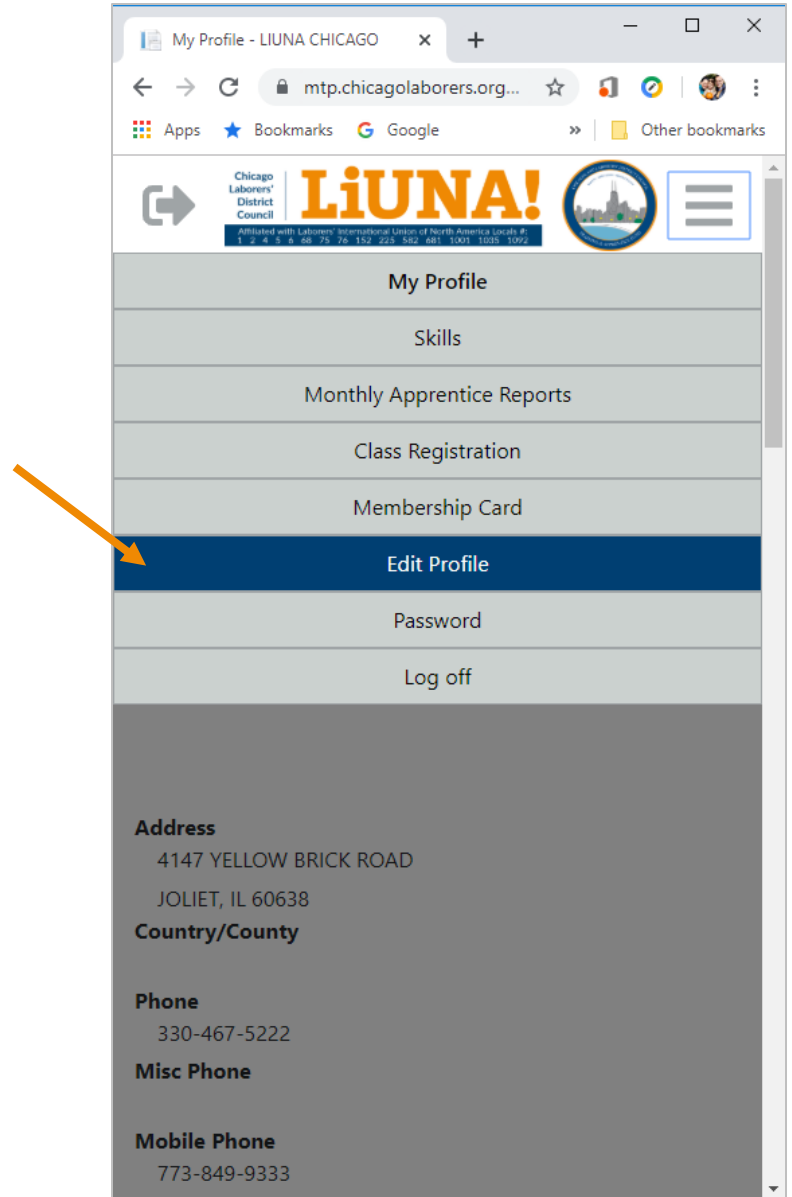 My Profile - LIUNA CHICAGO
mtp.chicagolaborers.org...
Apps Bookmarks Google » Other bookmarks
Chicago
Laborers'
District
Council
LiUNA!
Affiliated with Laborers' International Union of North America Locals #:
1 2 4 5 6 68 75 76 152 225 582 681 1001 1035 1092
My Profile
Skills
Monthly Apprentice Reports
Class Registration
Membership Card
Edit Profile
Password
Log off
Address
4147 YELLOW BRICK ROAD
JOLIET, IL 60638
Country/County
Phone
330-467-5222
Misc Phone
Mobile Phone
773-849-9333